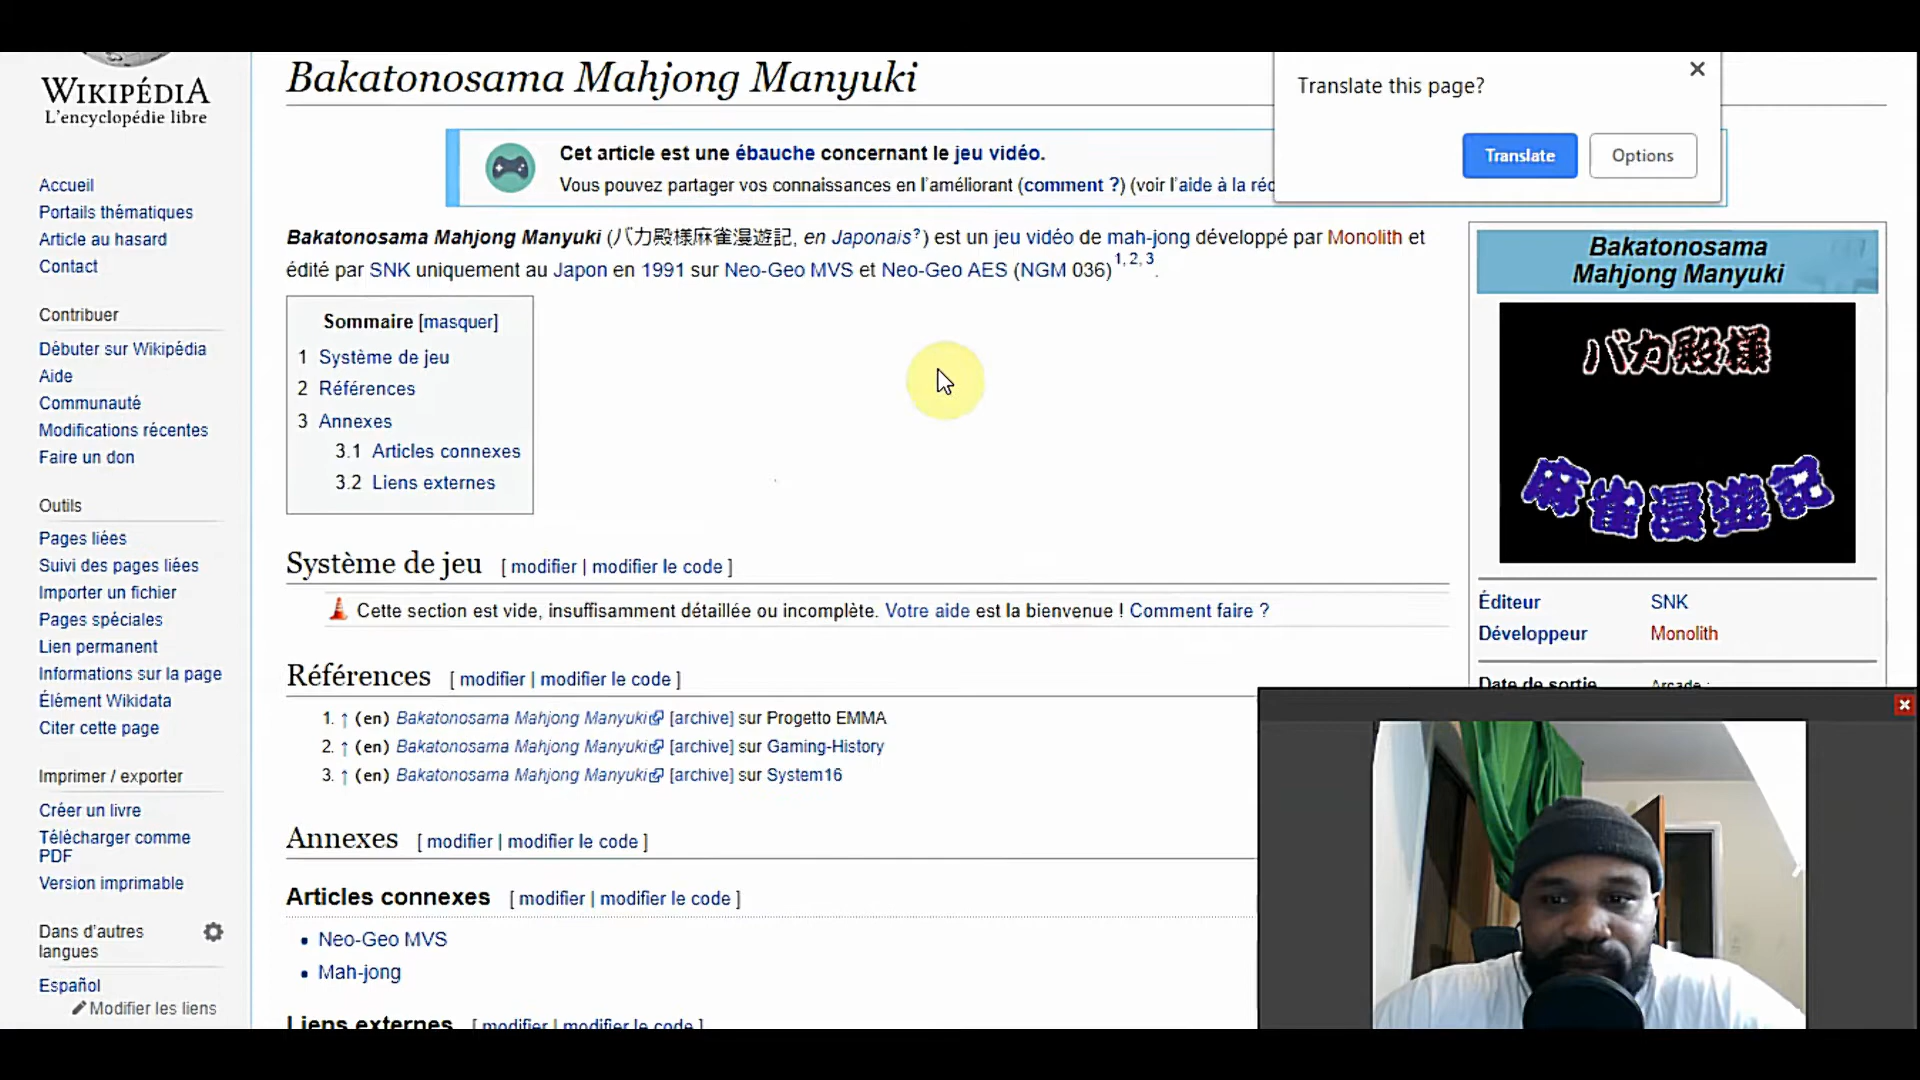 WIKIPÉDIA
L'encyclopédie libre
Accueil
Portails thématiques
Article au hasard
Contact
Contribuer
Débuter sur Wikipédia
Aide
Communauté
Modifications récentes
Faire un don
Outils
Pages liées
Suivi des pages liées
Importer un fichier
Pages spéciales
Lien permanent
Informations sur la page
Élément Wikidata
Citer cette page
Imprimer / exporter
Créer un livre
Télécharger comme
PDF
Version imprimable
Dans d'autres
langues
Español
Modifier les liens
Bakatonosama Mahjong Manyuki
Translate this page?
Translate
Options
Cet article est une ébauche concernant le jeu vidéo.
Vous pouvez partager vos connaissances en l'améliorant (comment ?) (voir l'aide à la réd
Bakatonosama Mahjong Manyuki (バカ殿様麻雀漫遊記, en Japonais?) est un jeu vidéo de mah-jong développé par Monolith et
édité par SNK uniquement au Japon en 1991 sur Neo-Geo MVS et Neo-Geo AES (NGM 036)1, 2, 3.
Sommaire [masquer]
1 Système de jeu
2 Références
3 Annexes
3.1 Articles connexes
3.2 Liens externes
Système de jeu [ modifier | modifier le code ]
Cette section est vide, insuffisamment détaillée ou incomplète. Votre aide est la bienvenue ! Comment faire ?
Références [ modifier | modifier le code ]
1. ↑ (en) Bakatonosama Mahjong Manyuki [archive] sur Progetto EMMA
2. ↑ (en) Bakatonosama Mahjong Manyuki [archive] sur Gaming-History
3. ↑ (en) Bakatonosama Mahjong Manyuki [archive] sur System16
Annexes [ modifier | modifier le code ]
Articles connexes [ modifier | modifier le code ]
Neo-Geo MVS
Mah-jong
Liens externes [ modifier | modifier le code ]
Bakatonosama
Mahjong Manyuki
バカ殿様
麻雀漫遊記
Éditeur SNK
Développeur Monolith
Date de sortie Arcade :